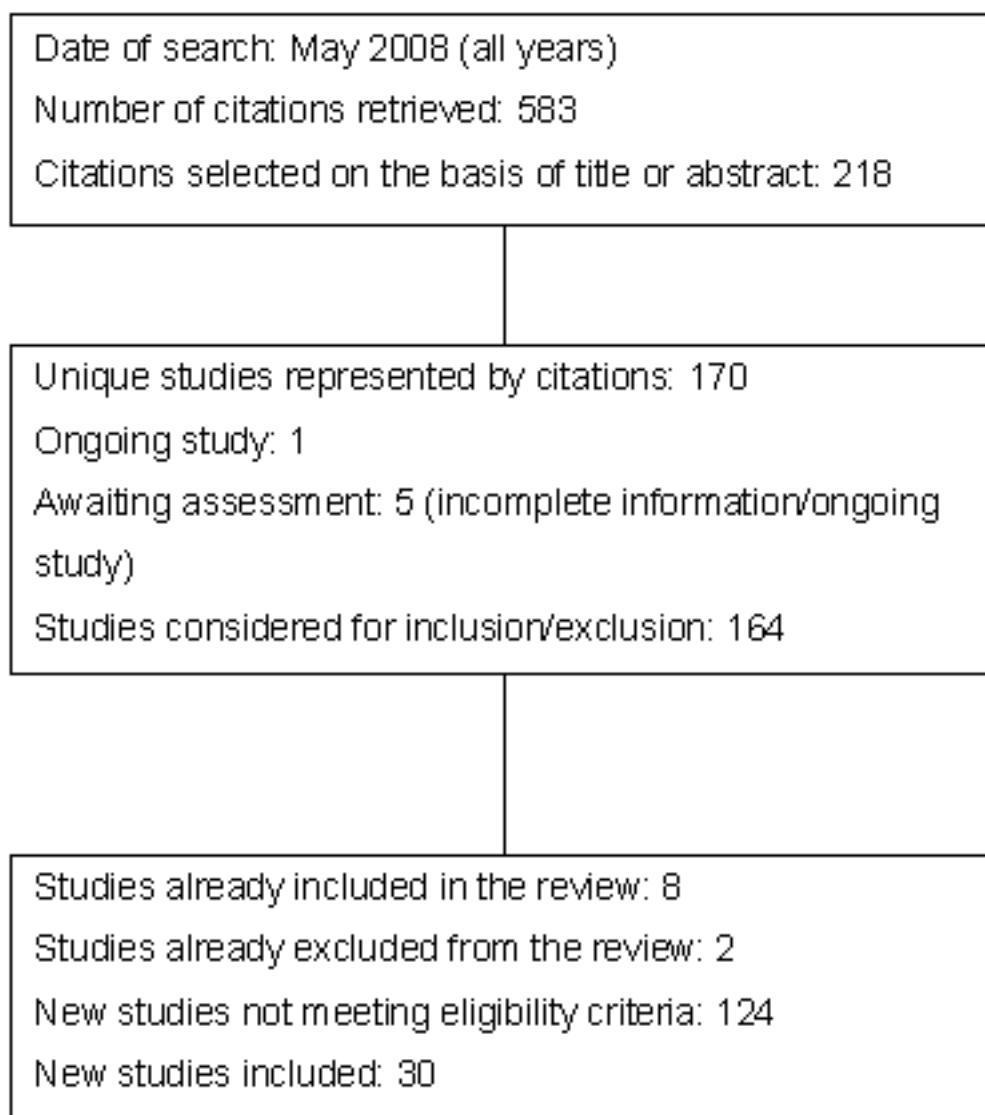 Date of search: May 2008 (all years)
Number of citations retrieved: 583
Citations selected on the basis of title or abstract: 218
Unique studies represented by citations: 170
Ongoing study: 1
Awaiting assessment: 5 (incomplete information/ongoing
study)
Studies considered for inclusion/exclusion: 164
Studies already included in the review: 8
Studies already excluded from the review: 2
New studies not meeting eligibility criteria: 124
New studies included: 30